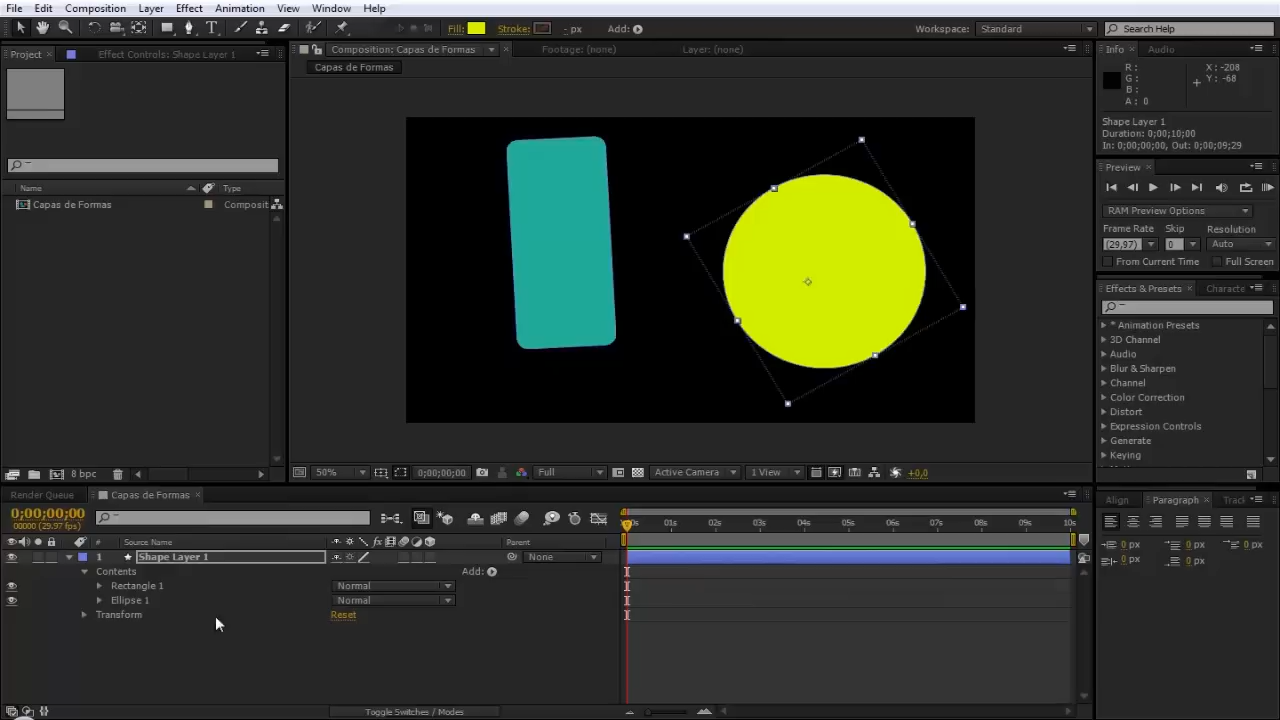 File Edit Composition Layer Effect Animation View Window Help
Fill: Stroke: - px Add:
Workspace: Standard Search Help
Project Effect Controls: Shape Layer 1
Composition: Capas de Formas Footage: (none) Layer: (none)
Capas de Formas
Info Audio
R : X : -208
G : Y : -68
B :
A : 0
Shape Layer 1
Duration: 0;00;10;00
In: 0;00;00;00, Out: 0;00;09;29
Preview
RAM Preview Options
Frame Rate Skip Resolution
(29,97) 0 Auto
From Current Time Full Screen
Effects & Presets Characte
* Animation Presets
3D Channel
Audio
Blur & Sharpen
Channel
Color Correction
Distort
Expression Controls
Generate
Keying
Name Type
Capas de Formas Composit
8 bpc
50% 0;00;00;00 Full Active Camera 1 View +0,0
Render Queue Capas de Formas
0;00;00;00
00000 (29.97 fps)
# Source Name Parent
1 Shape Layer 1 None
Contents Add:
Rectangle 1 Normal
Ellipse 1 Normal
Transform Reset
01s 02s 03s 04s 05s 06s 07s 08s 09s 10s
Toggle Switches / Modes
Align Paragraph Track
0 px 0 px 0 px
0 px 0 px